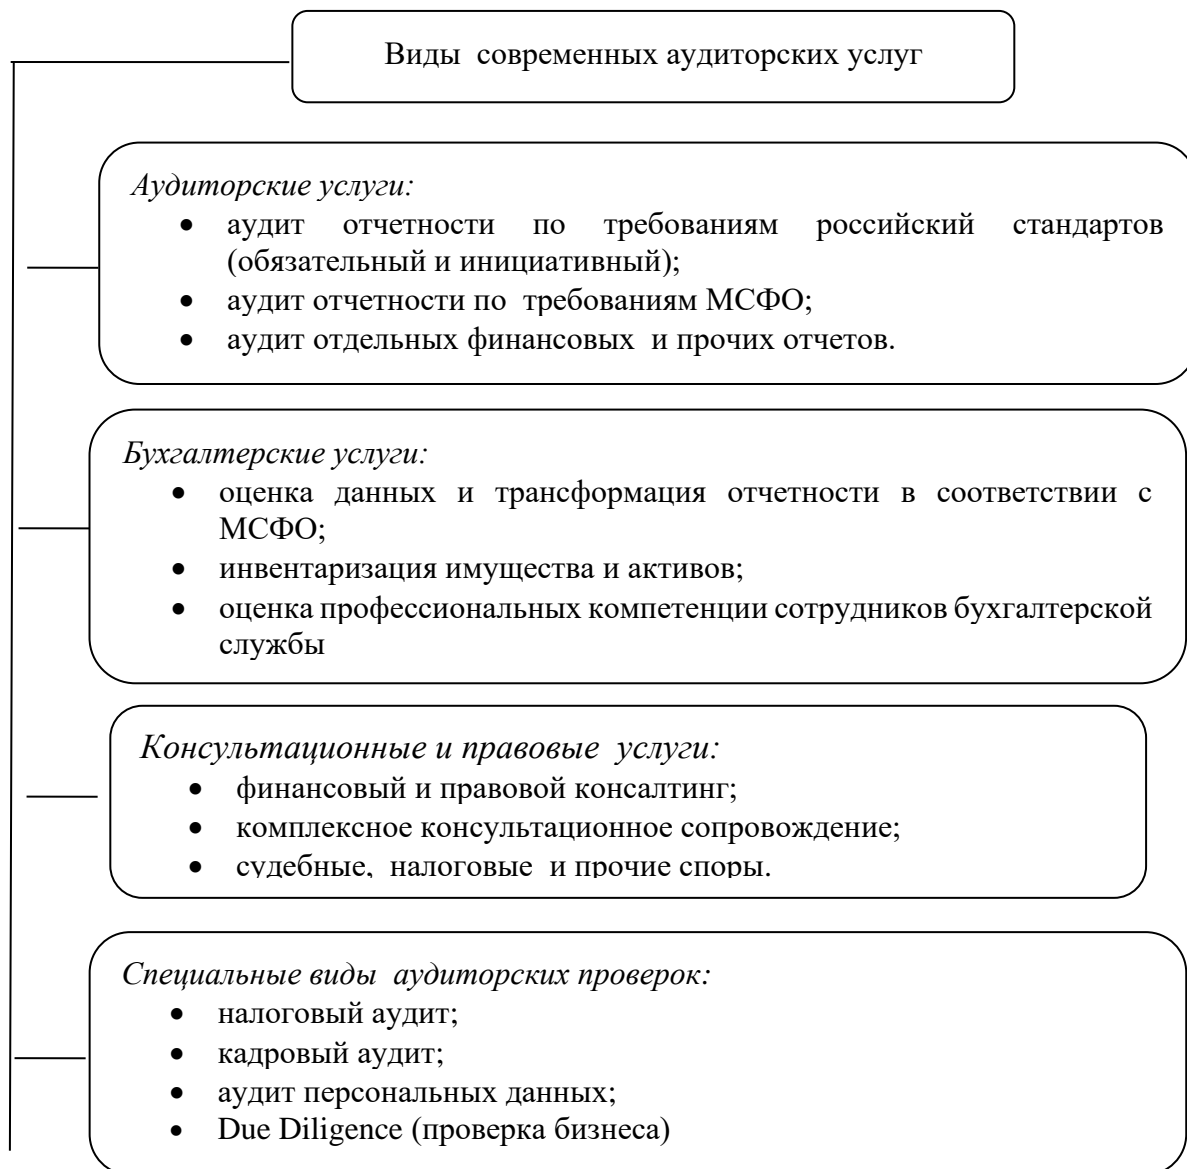 Виды современных аудиторских услуг
Аудиторские услуги:
• аудит отчетности по требованиям российский стандартов
(обязательный и инициативный);
• аудит отчетности по требованиям МСФО;
• аудит отдельных финансовых и прочих отчетов.
Бухгалтерские услуги:
• оценка данных и трансформация отчетности в соответствии с
МСФО;
• инвентаризация имущества и активов;
• оценка профессиональных компетенции сотрудников бухгалтерской
службы
Консультационные и правовые услуги:
• финансовый и правовой консалтинг;
• комплексное консультационное сопровождение;
• судебные, налоговые и прочие споры.
Специальные виды аудиторских проверок:
• налоговый аудит;
• кадровый аудит;
• аудит персональных данных;
• Due Diligence (проверка бизнеса)